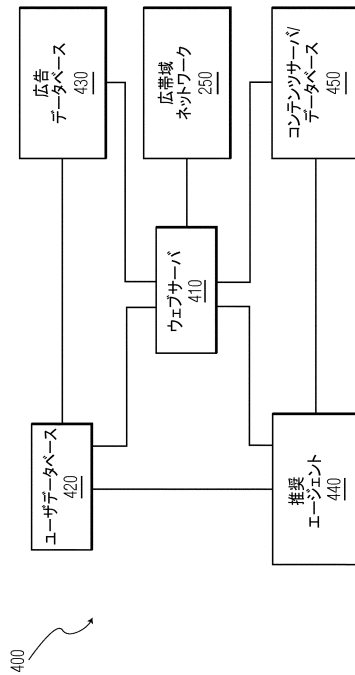 400
ユーザデータベース
420
広告
データベース
430
ウェブサーバ
410
広帯域
ネットワーク
250
推奨
エージェント
440
コンテンツサーバ/
データベース
450